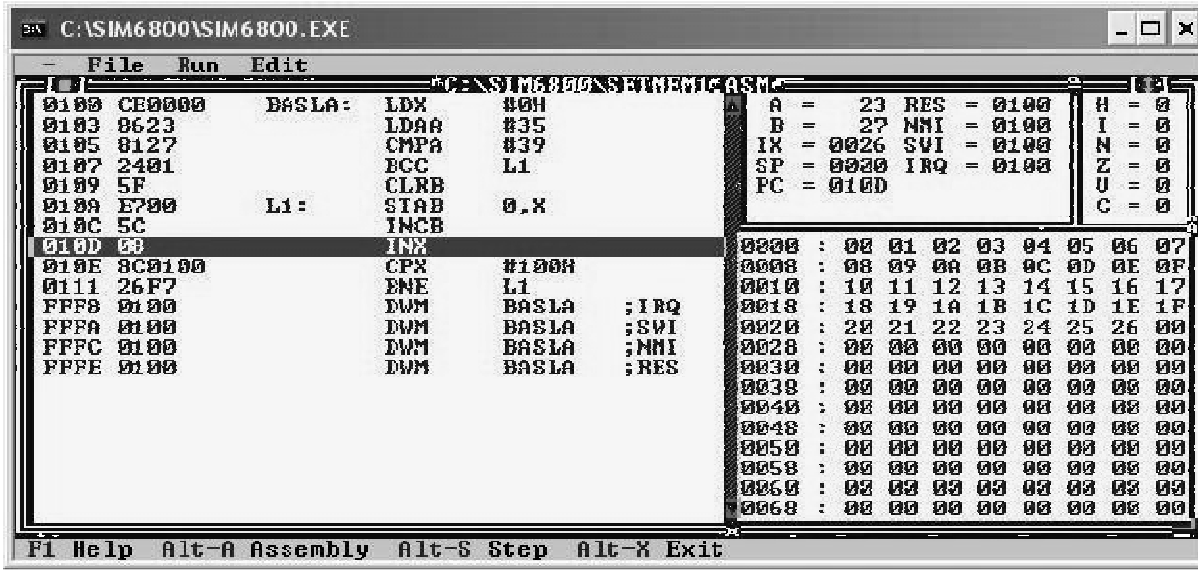 C:\SIM6800\SIM6800.EXE
File Run Edit
C:\SIM6800\SETMEM1.ASM
0100 CE0000 BASLA: LDX #0H
0103 8623 LDAA #35
0105 8127 CMPA #39
0107 2401 BCC L1
0109 5F CLRB
010A E700 L1: STAB 0,X
010C 5C INCB
010D 08 INX
010E 8C0100 CPX #100H
0111 26F7 BNE L1
FFF8 0100 DWM BASLA ;IRQ
FFFA 0100 DWM BASLA ;SWI
FFFC 0100 DWM BASLA ;NMI
FFFE 0100 DWM BASLA ;RES
A = 23 RES = 0100
B = 27 NMI = 0100
IX = 0026 SWI = 0100
SP = 0000 IRQ = 0100
PC = 010D
H = 0
I = 0
N = 0
Z = 0
V = 0
C = 0
0000 : 00 01 02 03 04 05 06 07
0008 : 08 09 0A 0B 0C 0D 0E 0F
0010 : 10 11 12 13 14 15 16 17
0018 : 18 19 1A 1B 1C 1D 1E 1F
0020 : 20 21 22 23 24 25 26 00
0028 : 00 00 00 00 00 00 00 00
0030 : 00 00 00 00 00 00 00 00
0038 : 00 00 00 00 00 00 00 00
0040 : 00 00 00 00 00 00 00 00
0048 : 00 00 00 00 00 00 00 00
0050 : 00 00 00 00 00 00 00 00
0058 : 00 00 00 00 00 00 00 00
0060 : 00 00 00 00 00 00 00 00
0068 : 00 00 00 00 00 00 00 00
F1 Help Alt-A Assembly Alt-S Step Alt-X Exit